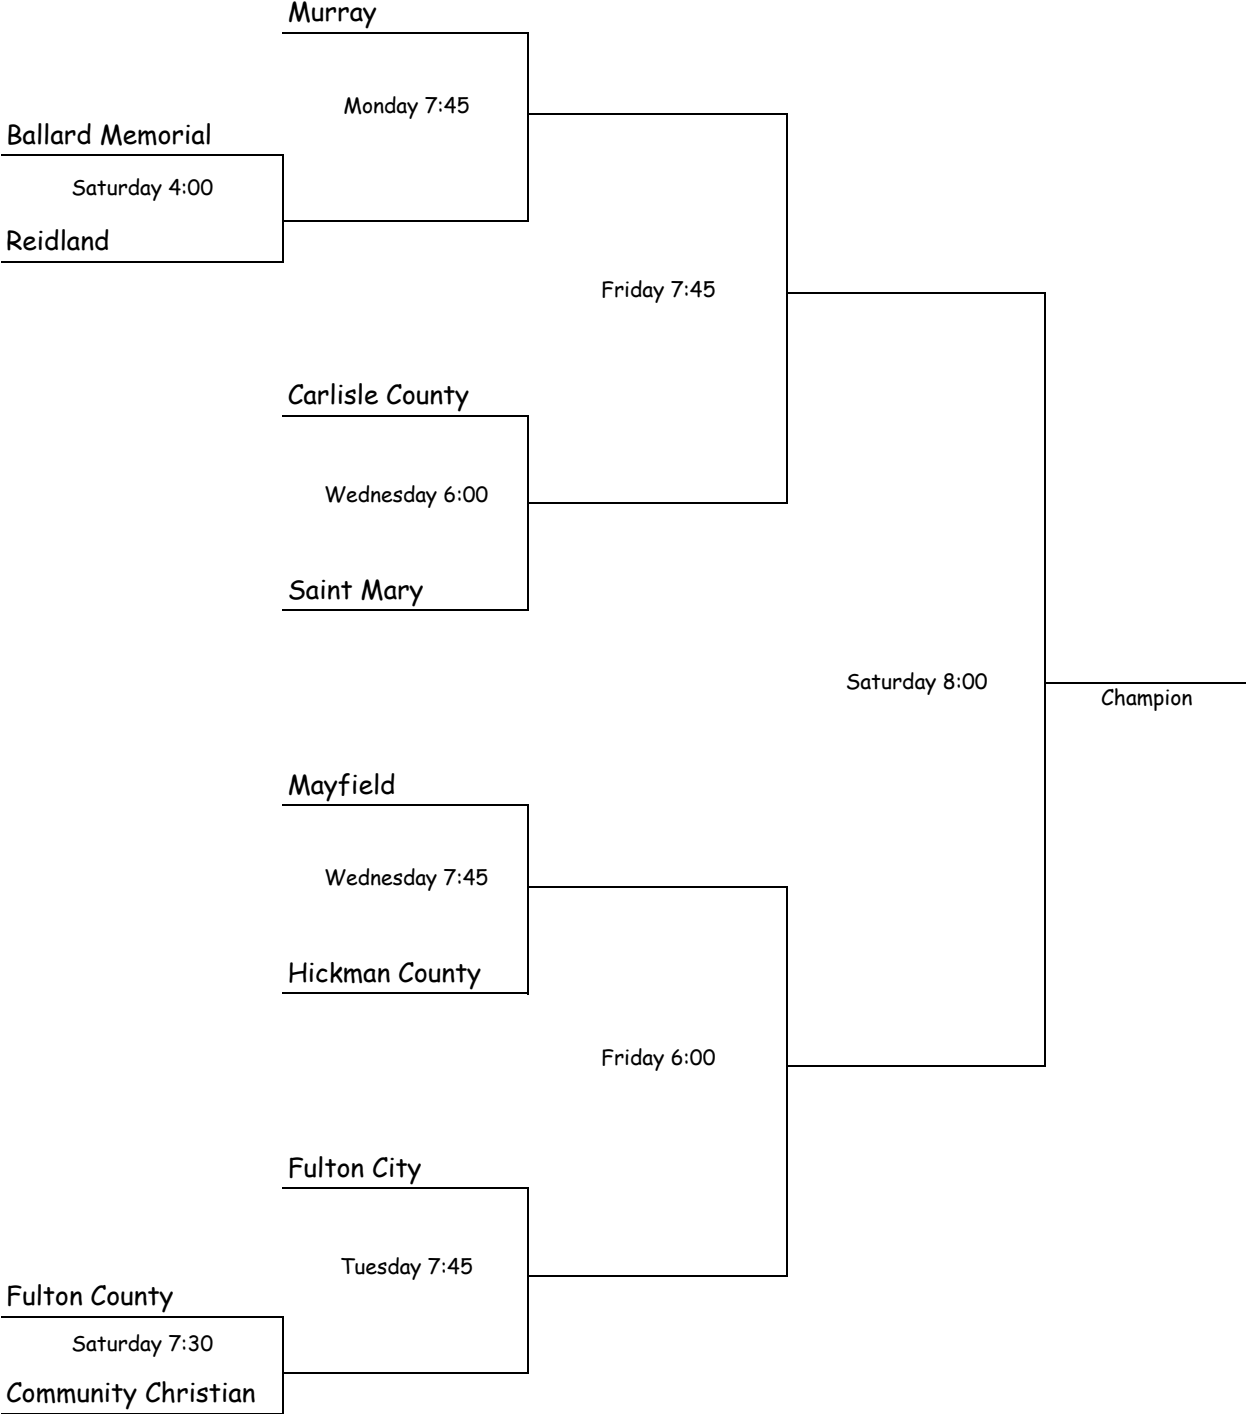 Murray
Monday 7:45
Ballard Memorial
Saturday 4:00
Reidland
Friday 7:45
Carlisle County
Wednesday 6:00
Saint Mary
Saturday 8:00
Champion
Mayfield
Wednesday 7:45
Hickman County
Friday 6:00
Fulton City
Tuesday 7:45
Fulton County
Saturday 7:30
Community Christian